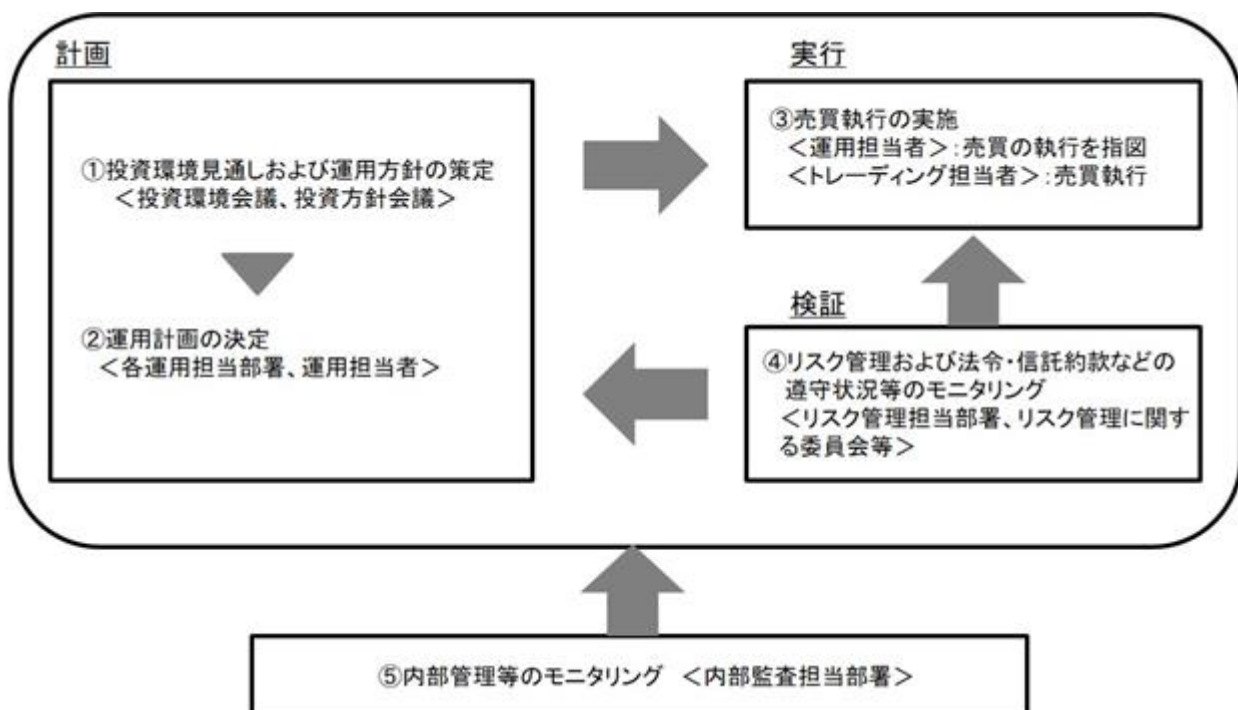 計画
①投資環境見通しおよび運用方針の策定
＜投資環境会議、投資方針会議＞
②運用計画の決定
＜各運用担当部署、運用担当者＞
実行
③売買執行の実施
＜運用担当者＞:売買の執行を指図
＜トレーディング担当者＞:売買執行
検証
④リスク管理および法令・信託約款などの
遵守状況等のモニタリング
＜リスク管理担当部署、リスク管理に関す
る委員会等＞
⑤内部管理等のモニタリング ＜内部監査担当部署＞